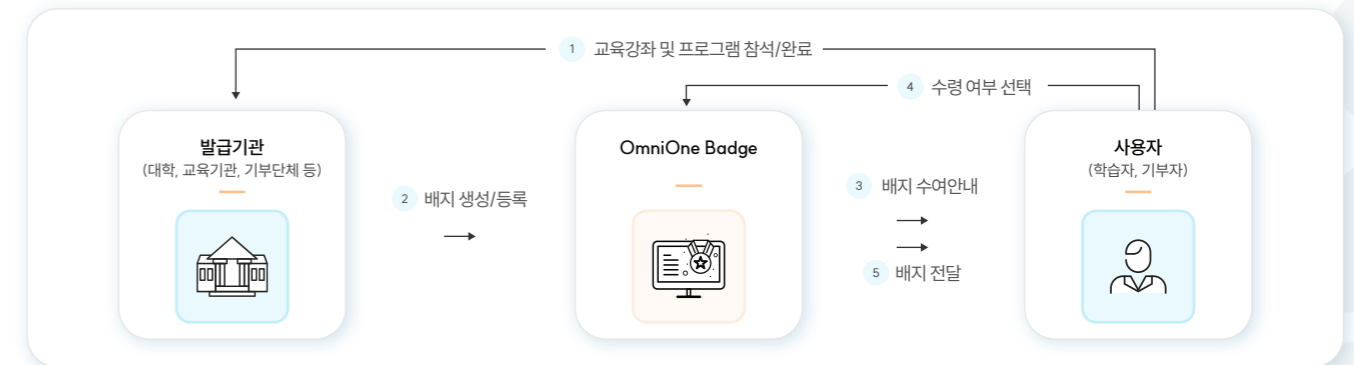 1 교육강좌 및 프로그램 참석/완료
4 수령 여부 선택
발급기관
(대학, 교육기관, 기부단체 등)
2 배지 생성/등록
OmniOne Badge
3 배지 수여안내
5 배지 전달
사용자
(학습자, 기부자)